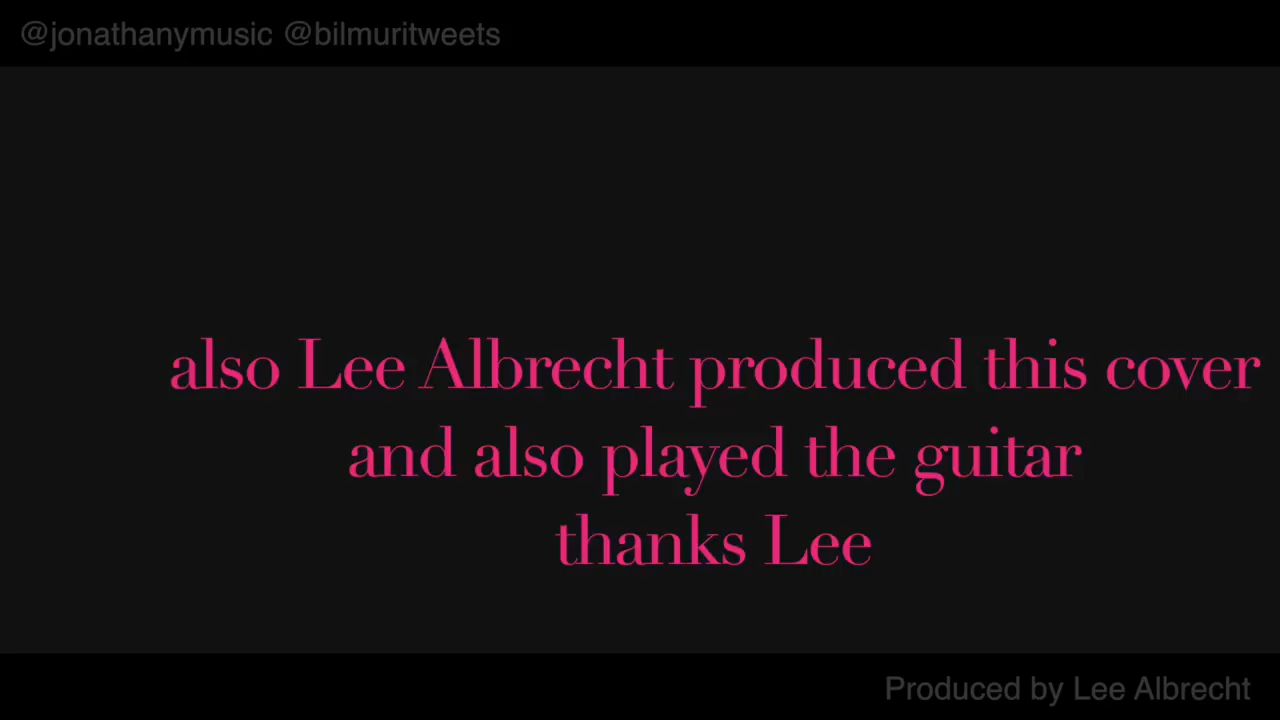 @jonathanymusic @bilmuritweets
also Lee Albrecht produced this cover
and also played the guitar
thanks Lee
Produced by Lee Albrecht